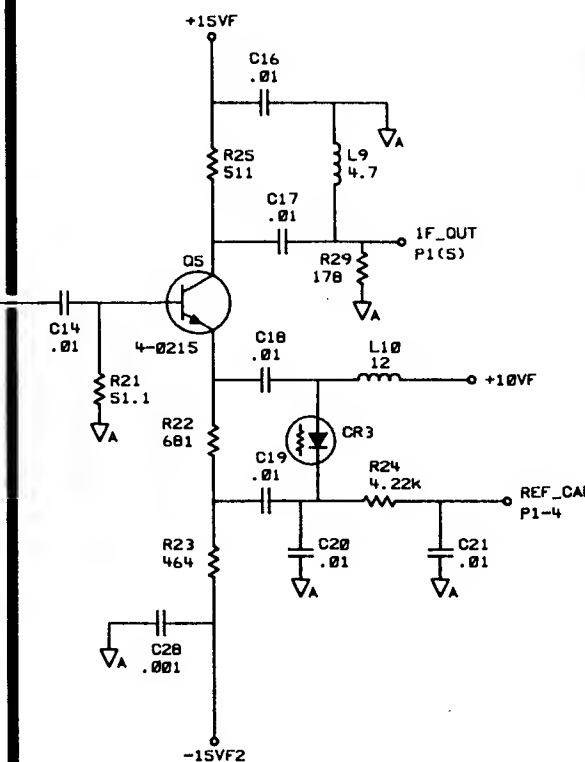 +15VF
C16
.01
A
R25
511
L9
4.7
C17
.01
1F_OUT
P1(5)
R29
178
A
Q5
4-0215
C14
.01
R21
51.1
A
C18
.01
L10
12
+10VF
R22
681
CR3
C19
.01
R24
4.22k
REF_CAL
P1-4
R23
464
C20
.01
A
C21
.01
A
C28
.001
A
-15VF2